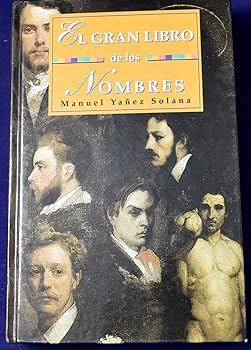 EL GRAN LIBRO
de los
NOMBRES
Manuel Yañez Solana